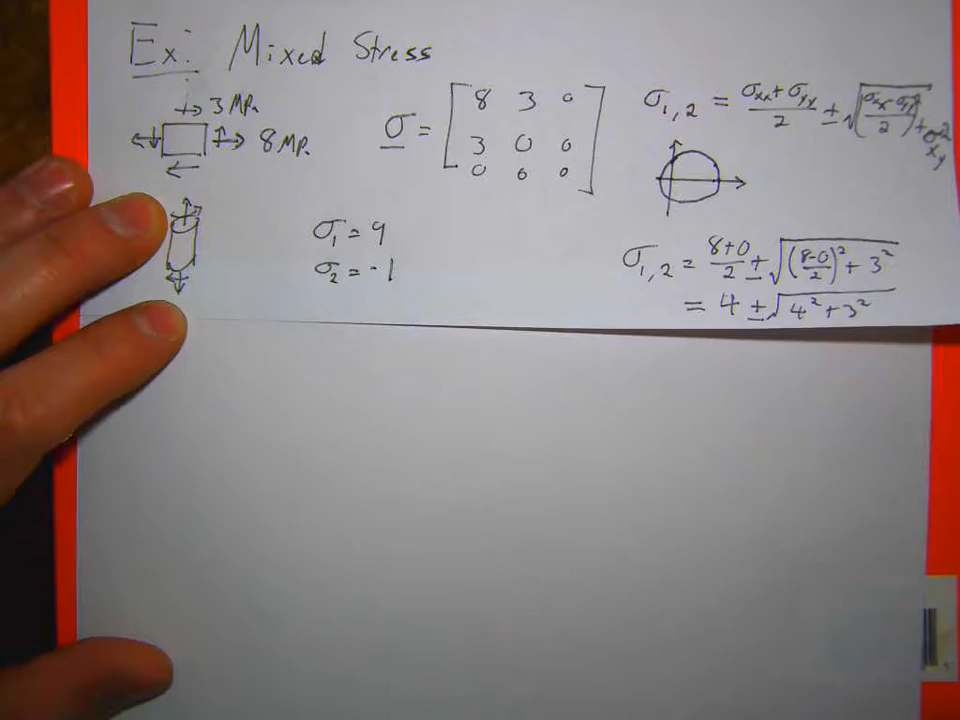 Ex: Mixed Stress
3 MPa
8 MPa
σ = [8 3 0
3 0 0
0 0 0]
σ₁,₂ = (σxx + σyy)/2 ± √((σxx - σyy)/2)² + σxy²
σ₁ = 9
σ₂ = -1
σ₁,₂ = (8+0)/2 ± √((8-0)/2)² + 3²
= 4 ± √4² + 3²